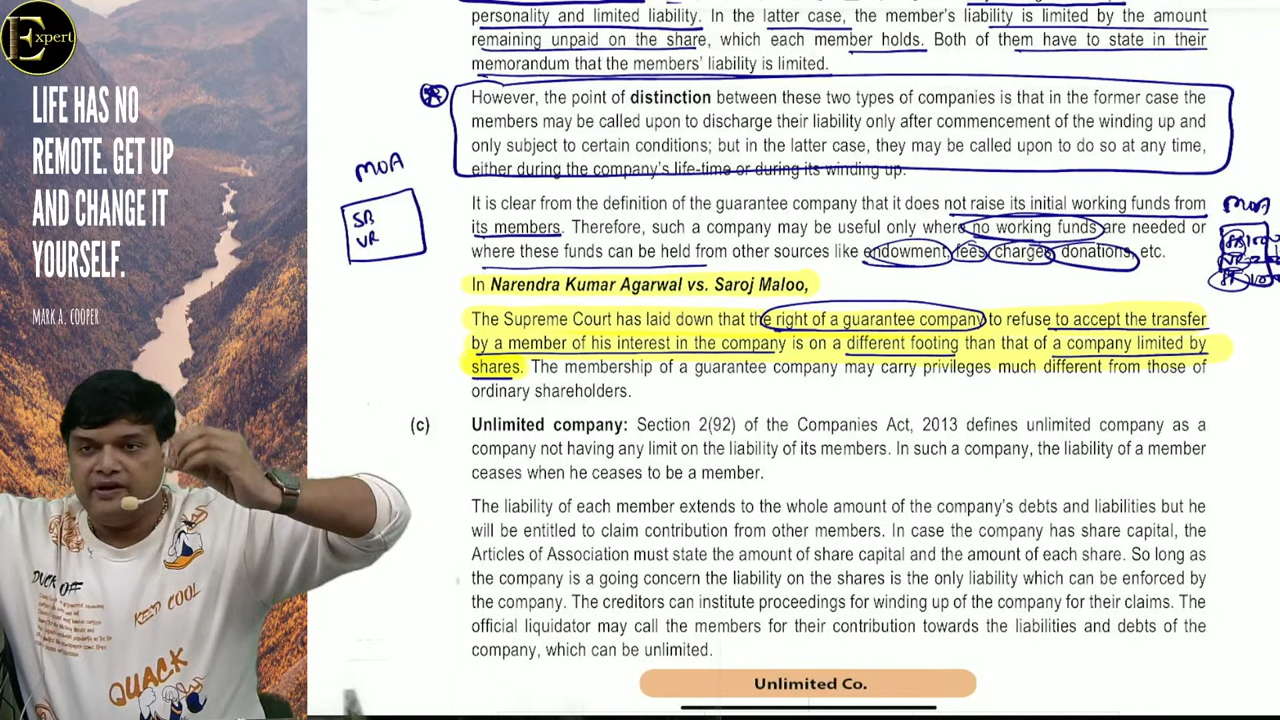 Expert
LIFE HAS NO
REMOTE. GET UP
AND CHANGE IT
YOURSELF.
MARK A. COOPER
personality and limited liability. In the latter case, the member's liability is limited by the amount
remaining unpaid on the share, which each member holds. Both of them have to state in their
memorandum that the members' liability is limited.
However, the point of distinction between these two types of companies is that in the former case the
members may be called upon to discharge their liability only after commencement of the winding up and
only subject to certain conditions; but in the latter case, they may be called upon to do so at any time,
either during the company's life-time or during its winding up.
MOA
SB
VR
It is clear from the definition of the guarantee company that it does not raise its initial working funds from
its members. Therefore, such a company may be useful only where no working funds are needed or
where these funds can be held from other sources like endowment, fees, charges, donations, etc.
MOA
In Narendra Kumar Agarwal vs. Saroj Maloo,
The Supreme Court has laid down that the right of a guarantee company to refuse to accept the transfer
by a member of his interest in the company is on a different footing than that of a company limited by
shares. The membership of a guarantee company may carry privileges much different from those of
ordinary shareholders.
(c) Unlimited company: Section 2(92) of the Companies Act, 2013 defines unlimited company as a
company not having any limit on the liability of its members. In such a company, the liability of a member
ceases when he ceases to be a member.
The liability of each member extends to the whole amount of the company's debts and liabilities but he
will be entitled to claim contribution from other members. In case the company has share capital, the
Articles of Association must state the amount of share capital and the amount of each share. So long as
the company is a going concern the liability on the shares is the only liability which can be enforced by
the company. The creditors can institute proceedings for winding up of the company for their claims. The
official liquidator may call the members for their contribution towards the liabilities and debts of the
company, which can be unlimited.
Unlimited Co.
DUCK OFF
KEEP COOL
QUACK